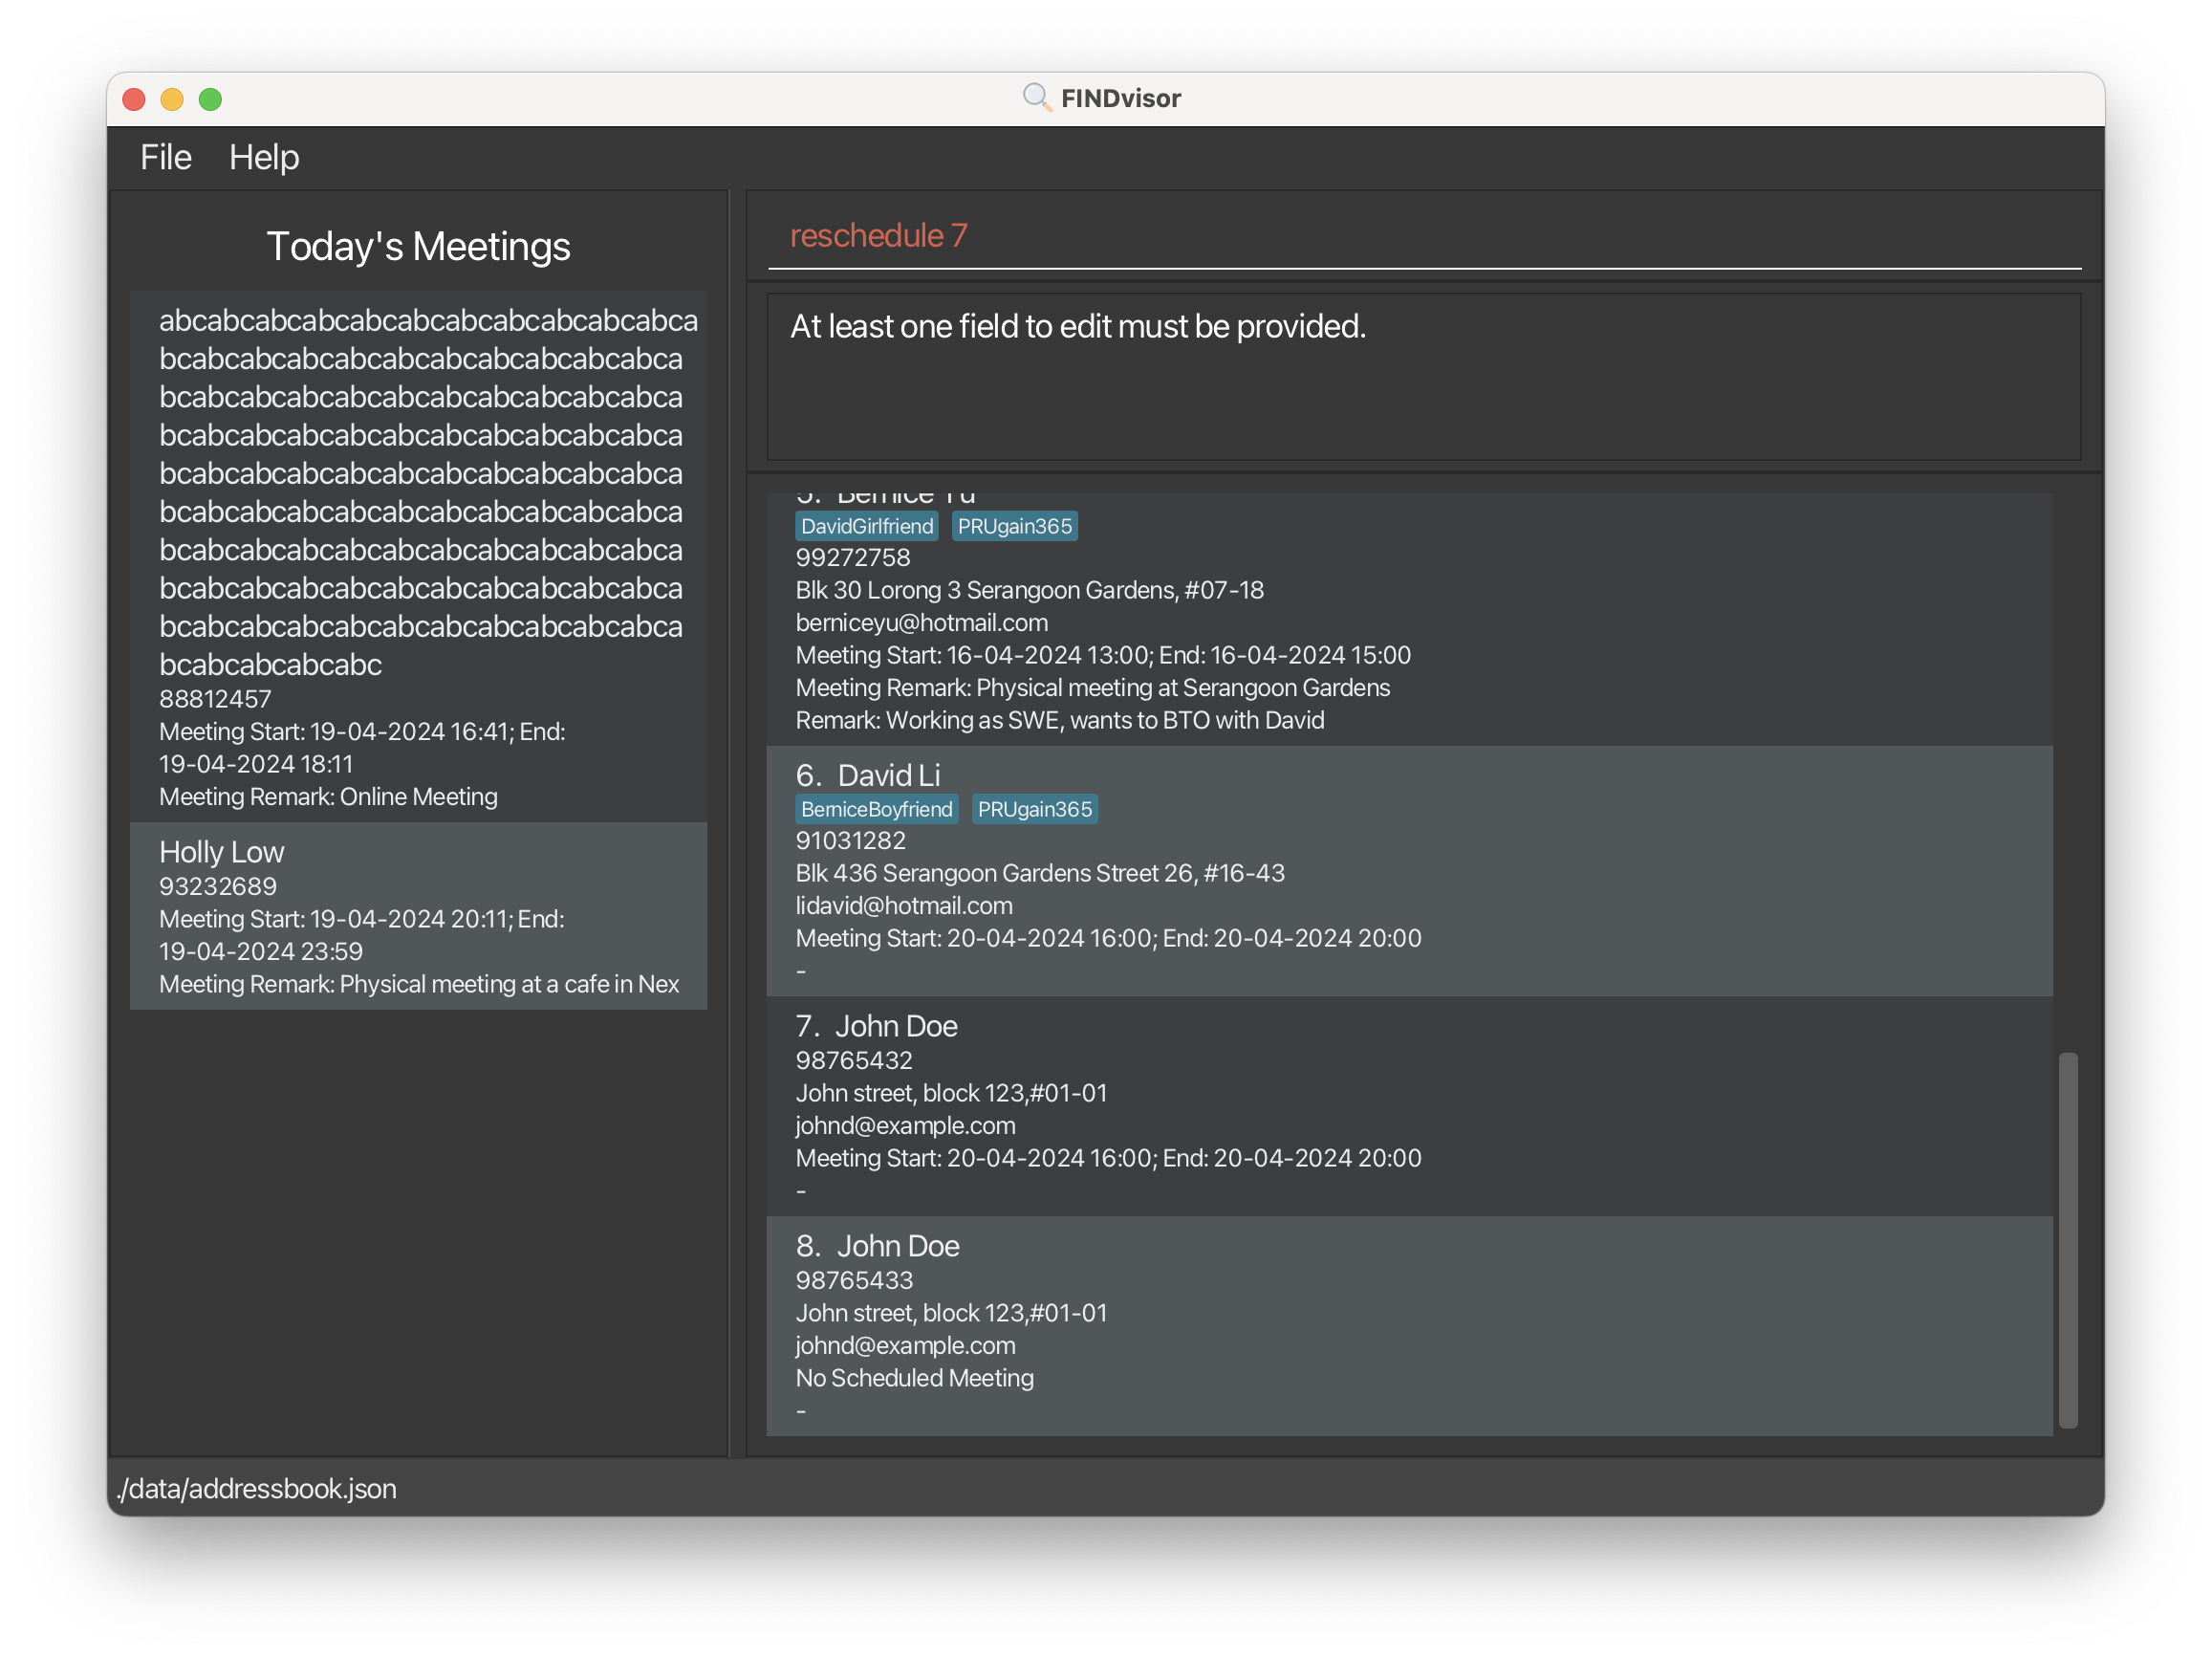 FINDvisor
File Help
Today's Meetings
abcabcabcabcabcabcabcabcabcabcabcabca
bcabcabcabcabcabcabcabcabcabcabcabca
bcabcabcabcabcabcabcabcabcabcabcabca
bcabcabcabcabcabcabcabcabcabcabcabca
bcabcabcabcabcabcabcabcabcabcabcabca
bcabcabcabcabcabcabcabcabcabcabcabca
bcabcabcabcabcabcabcabcabcabcabcabca
bcabcabcabcabcabcabcabcabcabcabcabca
bcabcabcabcabcabcabcabcabcabcabcabca
bcabcabcabcabc
88812457
Meeting Start: 19-04-2024 16:41; End:
19-04-2024 18:11
Meeting Remark: Online Meeting
Holly Low
93232689
Meeting Start: 19-04-2024 20:11; End:
19-04-2024 23:59
Meeting Remark: Physical meeting at a cafe in Nex
reschedule 7
At least one field to edit must be provided.
5. Bernice Yu
DavidGirlfriend PRUgain365
99272758
Blk 30 Lorong 3 Serangoon Gardens, #07-18
berniceyu@hotmail.com
Meeting Start: 16-04-2024 13:00; End: 16-04-2024 15:00
Meeting Remark: Physical meeting at Serangoon Gardens
Remark: Working as SWE, wants to BTO with David
6. David Li
BerniceBoyfriend PRUgain365
91031282
Blk 436 Serangoon Gardens Street 26, #16-43
lidavid@hotmail.com
Meeting Start: 20-04-2024 16:00; End: 20-04-2024 20:00
-
7. John Doe
98765432
John street, block 123,#01-01
johnd@example.com
Meeting Start: 20-04-2024 16:00; End: 20-04-2024 20:00
-
8. John Doe
98765433
John street, block 123,#01-01
johnd@example.com
No Scheduled Meeting
-
./data/addressbook.json